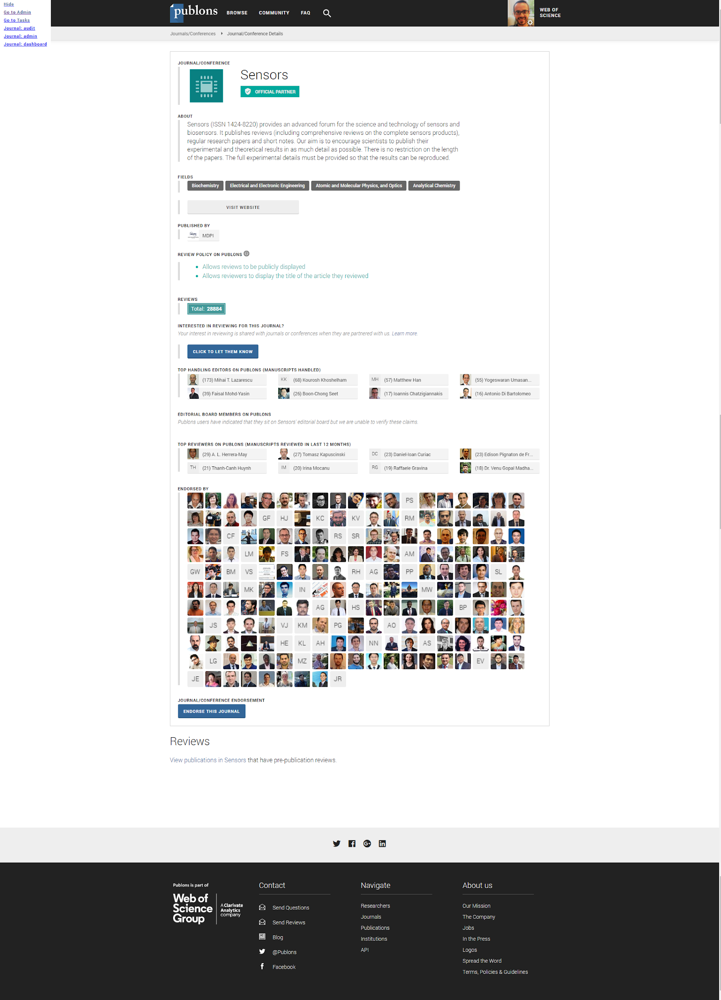 Hide
Go to Admin
Go to Tasks
Journal: audit
Journal: admin
Journal: dashboard
publons
BROWSE COMMUNITY FAQ
WEB OF
SCIENCE
Journals/Conferences Journal/Conference Details
JOURNAL/CONFERENCE
Sensors
OFFICIAL PARTNER
ABOUT
Sensors (ISSN 1424-8220) provides an advanced forum for the science and technology of sensors and
biosensors. It publishes reviews (including comprehensive reviews on the complete sensors products),
regular research papers and short notes. Our aim is to encourage scientists to publish their
experimental and theoretical results in as much detail as possible. There is no restriction on the length
of the papers. The full experimental details must be provided so that the results can be reproduced.
FIELDS
Biochemistry Electrical and Electronic Engineering Atomic and Molecular Physics, and Optics Analytical Chemistry
VISIT WEBSITE
PUBLISHED BY
MDPI MDPI
REVIEW POLICY ON PUBLONS
Allows reviews to be publicly displayed
Allows reviewers to display the title of the article they reviewed
REVIEWS
Total: 28884
INTERESTED IN REVIEWING FOR THIS JOURNAL?
Your interest in reviewing is shared with journals or conferences when they are partnered with us. Learn more.
CLICK TO LET THEM KNOW
TOP HANDLING EDITORS ON PUBLONS (MANUSCRIPTS HANDLED)
(173) Mihai T. Lazarescu KK (68) Kourosh Khoshelham MH (57) Matthew Han (55) Yogeswaran Umasan...
(39) Faisal Mohd-Yasin (26) Boon-Chong Seet (17) Ioannis Chatzigiannakis (16) Antonio Di Bartolomeo
EDITORIAL BOARD MEMBERS ON PUBLONS
Publons users have indicated that they sit on Sensors' editorial board but we are unable to verify these claims.
TOP REVIEWERS ON PUBLONS (MANUSCRIPTS REVIEWED IN LAST 12 MONTHS)
(29) A. L. Herrera-May (27) Tomasz Kapuscinski DC (23) Daniel-Ioan Curiac (23) Edison Pignaton de Fr...
TH (21) Thanh-Canh Huynh IM (20) Irina Mocanu RG (19) Raffaele Gravina (18) Dr. Venu Gopal Madha...
ENDORSED BY
PS
GF HJ KC KV RM
CF RS SR
LM FS AM
GW BM VS RH AG PP SL
MK IN MW
AG HS BP
JS VJ KM PG AO
HE KL AH NN AS
LG MZ EV
JE JR
JOURNAL/CONFERENCE ENDORSEMENT
ENDORSE THIS JOURNAL
Reviews
View publications in Sensors that have pre-publication reviews.
Publons is part of
Web of
Science
Group
A Clarivate
Analytics
company
Contact
Send Questions
Send Reviews
Blog
@Publons
Facebook
Navigate
Researchers
Journals
Publications
Institutions
API
About us
Our Mission
The Company
Jobs
In the Press
Logos
Spread the Word
Terms, Policies & Guidelines